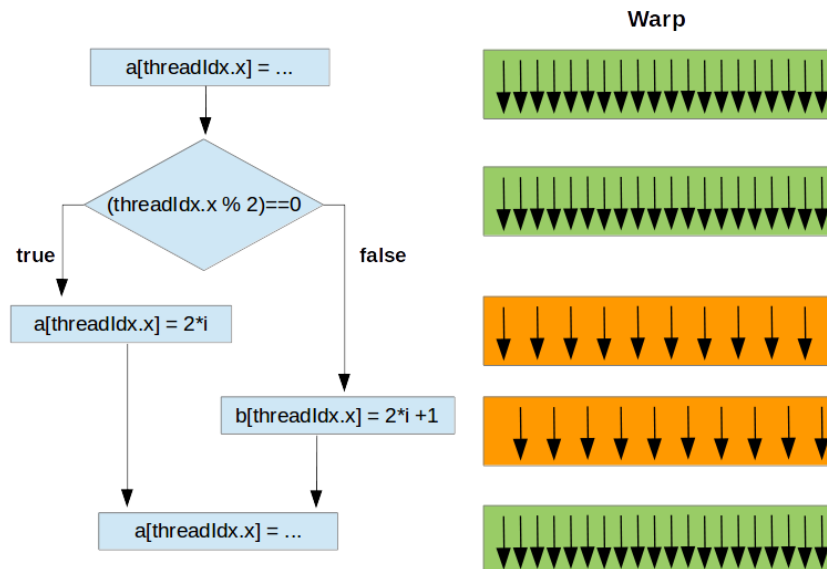 Warp
a[threadIdx.x] = ...
(threadIdx.x % 2)==0
true
false
a[threadIdx.x] = 2*i
b[threadIdx.x] = 2*i +1
a[threadIdx.x] = ...